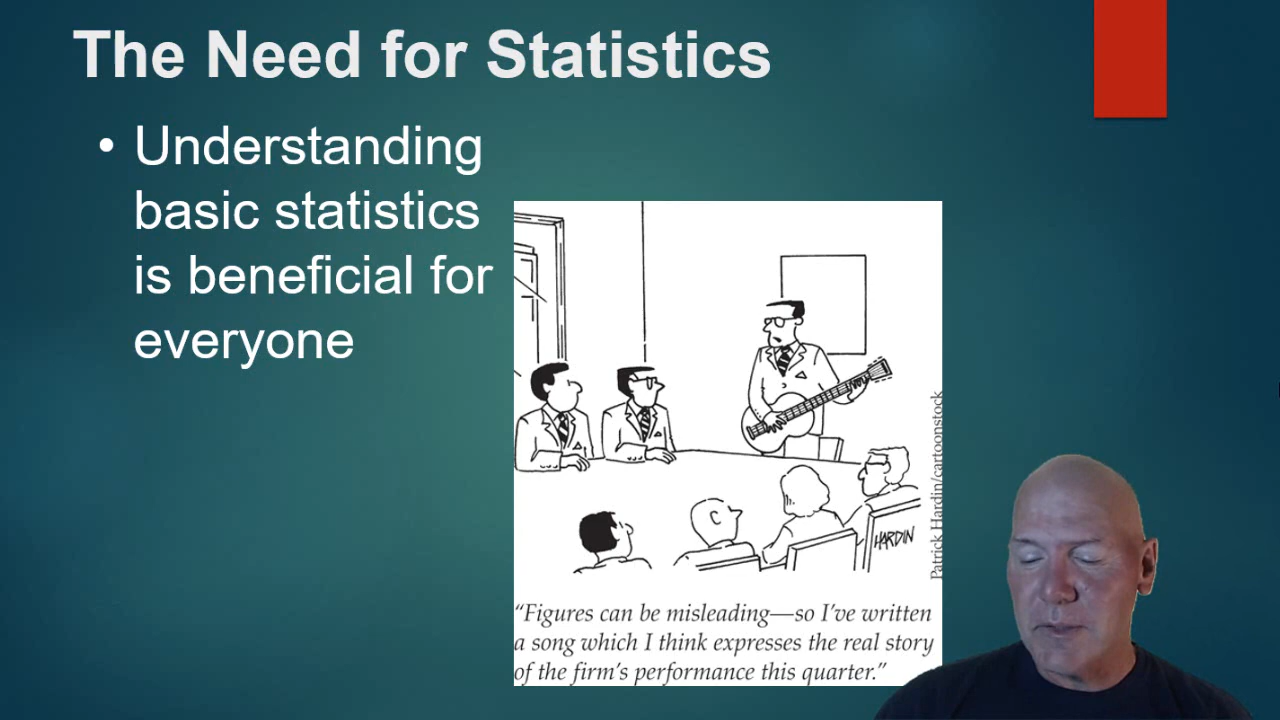 The Need for Statistics
• Understanding
basic statistics
is beneficial for
everyone
HARDIN
Patrick Hardin/cartoonstock
“Figures can be misleading—so I’ve written
a song which I think expresses the real story
of the firm’s performance this quarter.”